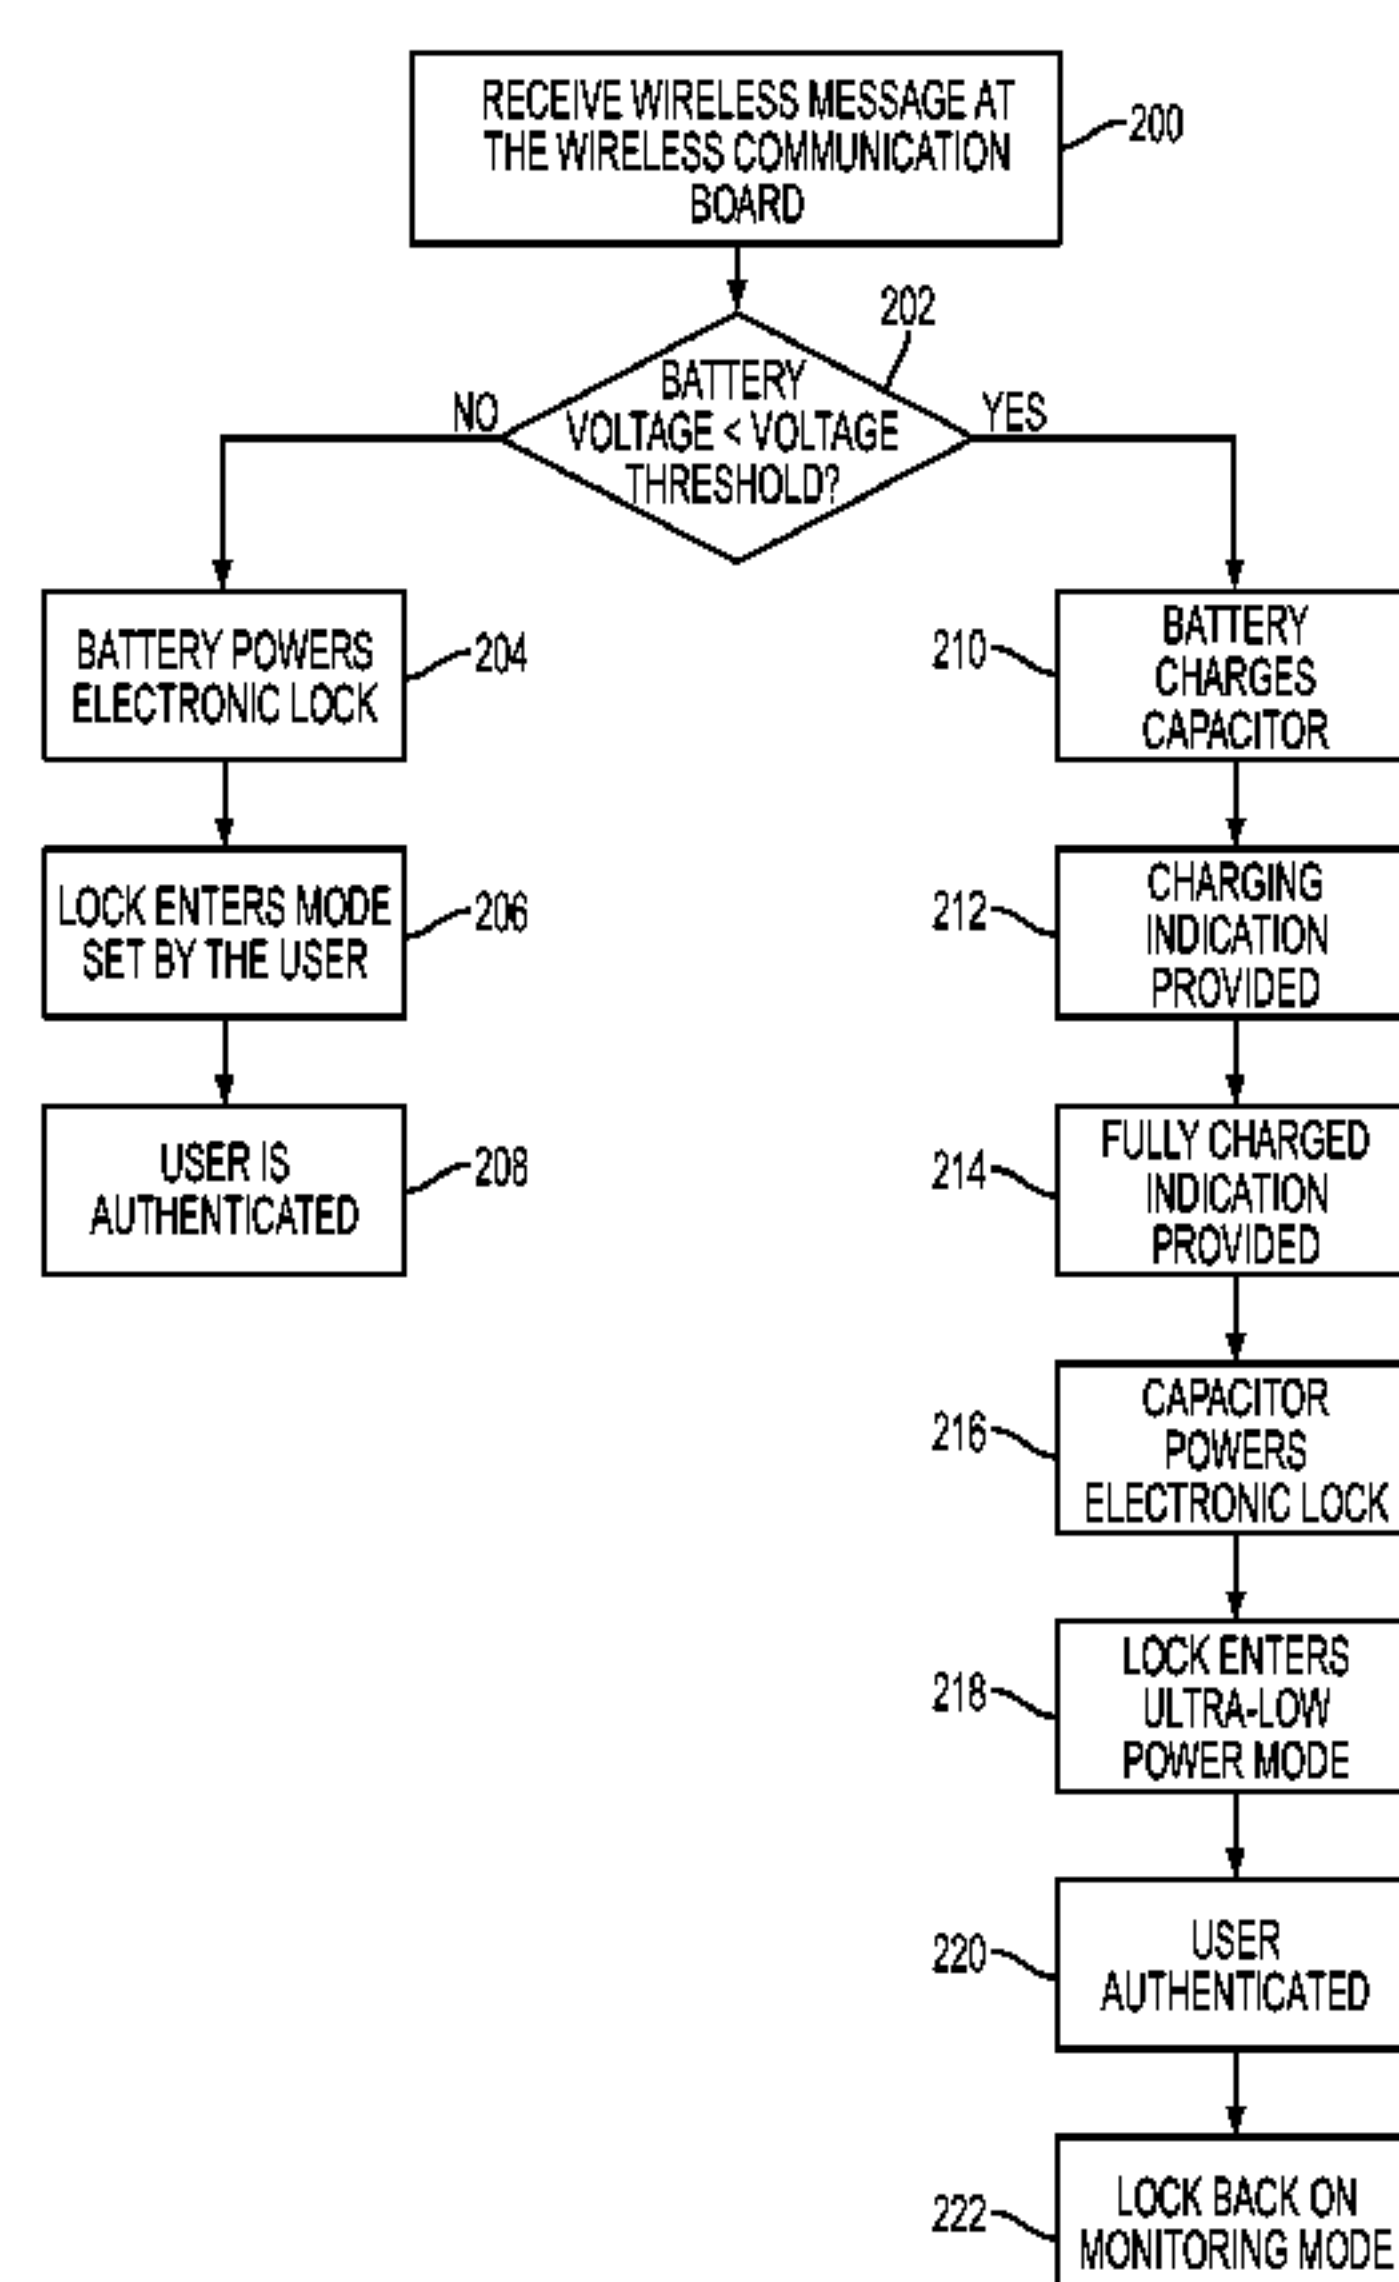 RECEIVE WIRELESS MESSAGE AT
THE WIRELESS COMMUNICATION
BOARD
200
202
BATTERY
VOLTAGE < VOLTAGE
THRESHOLD?
NO
YES
BATTERY POWERS
ELECTRONIC LOCK
204
LOCK ENTERS MODE
SET BY THE USER
206
USER IS
AUTHENTICATED
208
210
BATTERY
CHARGES
CAPACITOR
212
CHARGING
INDICATION
PROVIDED
214
FULLY CHARGED
INDICATION
PROVIDED
216
CAPACITOR
POWERS
ELECTRONIC LOCK
218
LOCK ENTERS
ULTRA-LOW
POWER MODE
220
USER
AUTHENTICATED
222
LOCK BACK ON
MONITORING MODE